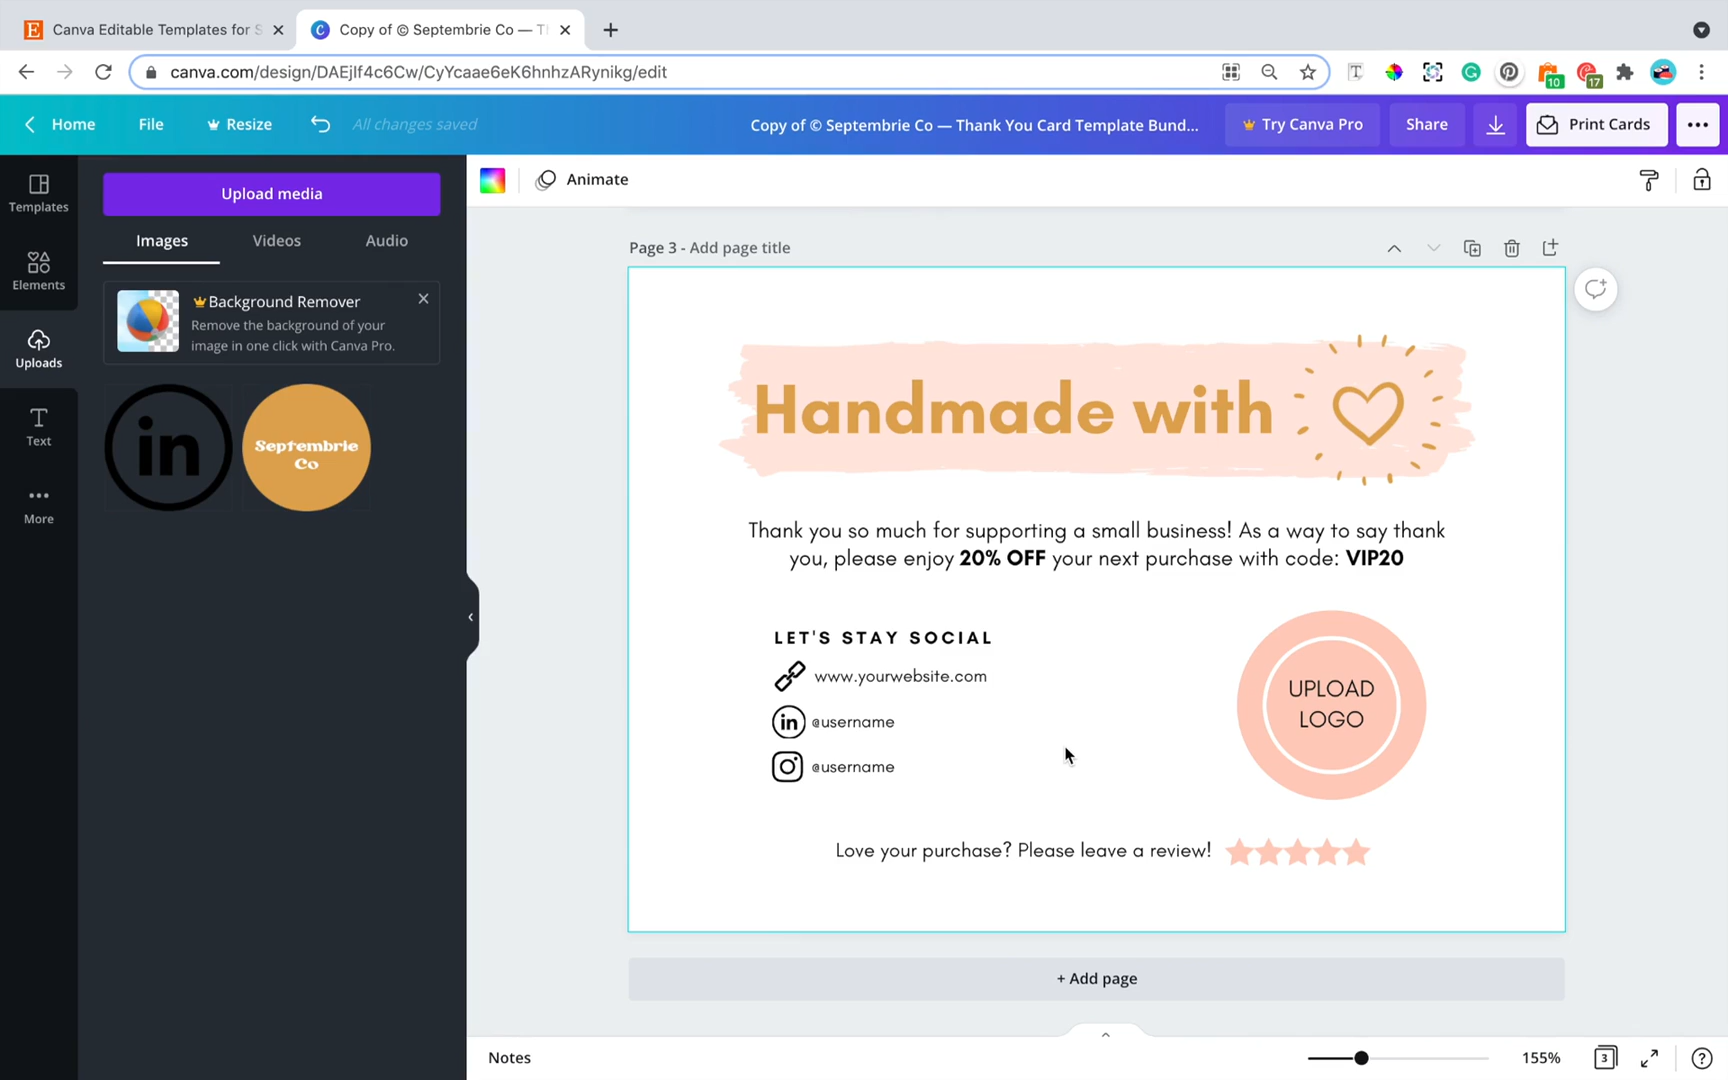 Canva Editable Templates for S
Copy of © Septembrie Co — Th
canva.com/design/DAEjlf4c6Cw/CyYcaae6eK6hnhzARynikg/edit
10
17
Home
File
Resize
All changes saved
Copy of © Septembrie Co — Thank You Card Template Bund...
Try Canva Pro
Share
Print Cards
Templates
Elements
Uploads
Text
More
Upload media
Images
Videos
Audio
Background Remover
Remove the background of your
image in one click with Canva Pro.
in
Septembrie
Co
Animate
Page 3 - Add page title
Handmade with
Thank you so much for supporting a small business! As a way to say thank
you, please enjoy 20% OFF your next purchase with code: VIP20
LET'S STAY SOCIAL
www.yourwebsite.com
in @username
@username
UPLOAD
LOGO
Love your purchase? Please leave a review!
+ Add page
Notes
155%
3